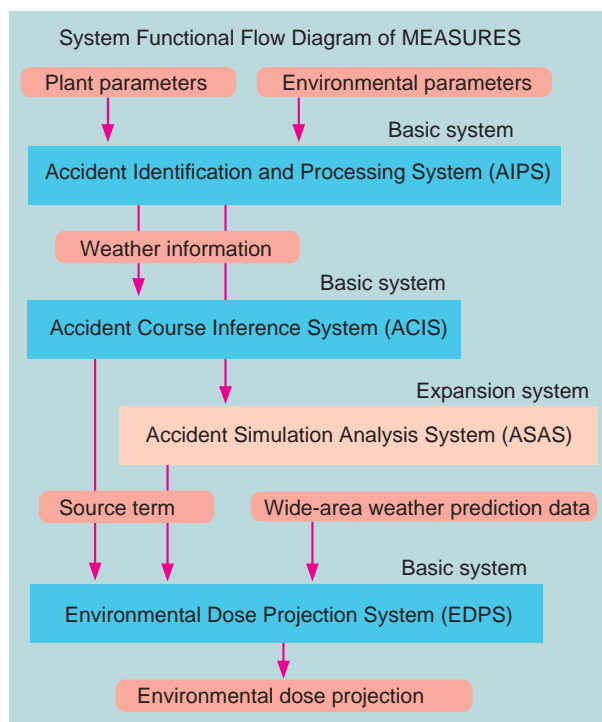 System Functional Flow Diagram of MEASURES
Plant parameters
Environmental parameters
Basic system
Accident Identification and Processing System (AIPS)
Weather information
Basic system
Accident Course Inference System (ACIS)
Expansion system
Accident Simulation Analysis System (ASAS)
Source term
Wide-area weather prediction data
Basic system
Environmental Dose Projection System (EDPS)
Environmental dose projection